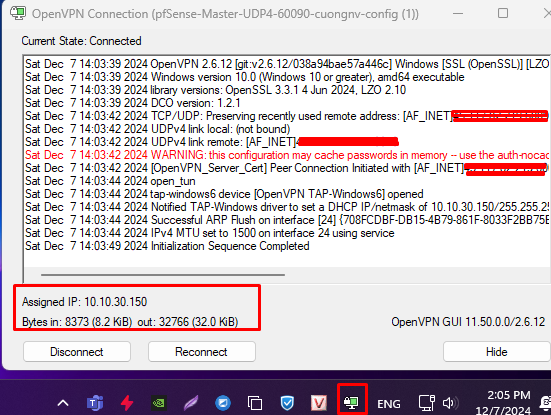 OpenVPN Connection (pfSense-Master-UDP4-60090-cuongnv-config (1))
Current State: Connected
Sat Dec 7 14:03:39 2024 OpenVPN 2.6.12 [git:v2.6.12/038a94bae57a446c] Windows [SSL (OpenSSL)] [LZO
Sat Dec 7 14:03:39 2024 Windows version 10.0 (Windows 10 or greater), amd64 executable
Sat Dec 7 14:03:39 2024 library versions: OpenSSL 3.3.1 4 Jun 2024, LZO 2.10
Sat Dec 7 14:03:39 2024 DCO version: 1.2.1
Sat Dec 7 14:03:42 2024 TCP/UDP: Preserving recently used remote address: [AF_INET]
Sat Dec 7 14:03:42 2024 UDPv4 link local: (not bound)
Sat Dec 7 14:03:42 2024 UDPv4 link remote: [AF_INET]
Sat Dec 7 14:03:42 2024 WARNING: this configuration may cache passwords in memory -- use the auth-nocac
Sat Dec 7 14:03:42 2024 [OpenVPN_Server_Cert] Peer Connection Initiated with [AF_INET]
Sat Dec 7 14:03:44 2024 open_tun
Sat Dec 7 14:03:44 2024 tap-windows6 device [OpenVPN TAP-Windows6] opened
Sat Dec 7 14:03:44 2024 Notified TAP-Windows driver to set a DHCP IP/netmask of 10.10.30.150/255.255.25
Sat Dec 7 14:03:44 2024 Successful ARP Flush on interface [24] {708FCDBF-DB15-4B79-861F-8033F2BB75E
Sat Dec 7 14:03:44 2024 IPv4 MTU set to 1500 on interface 24 using service
Sat Dec 7 14:03:49 2024 Initialization Sequence Completed
Assigned IP: 10.10.30.150
Bytes in: 8373 (8.2 KiB) out: 32766 (32.0 KiB)
OpenVPN GUI 11.50.0.0/2.6.12
Disconnect
Reconnect
Hide
ENG
2:05 PM
12/7/2024